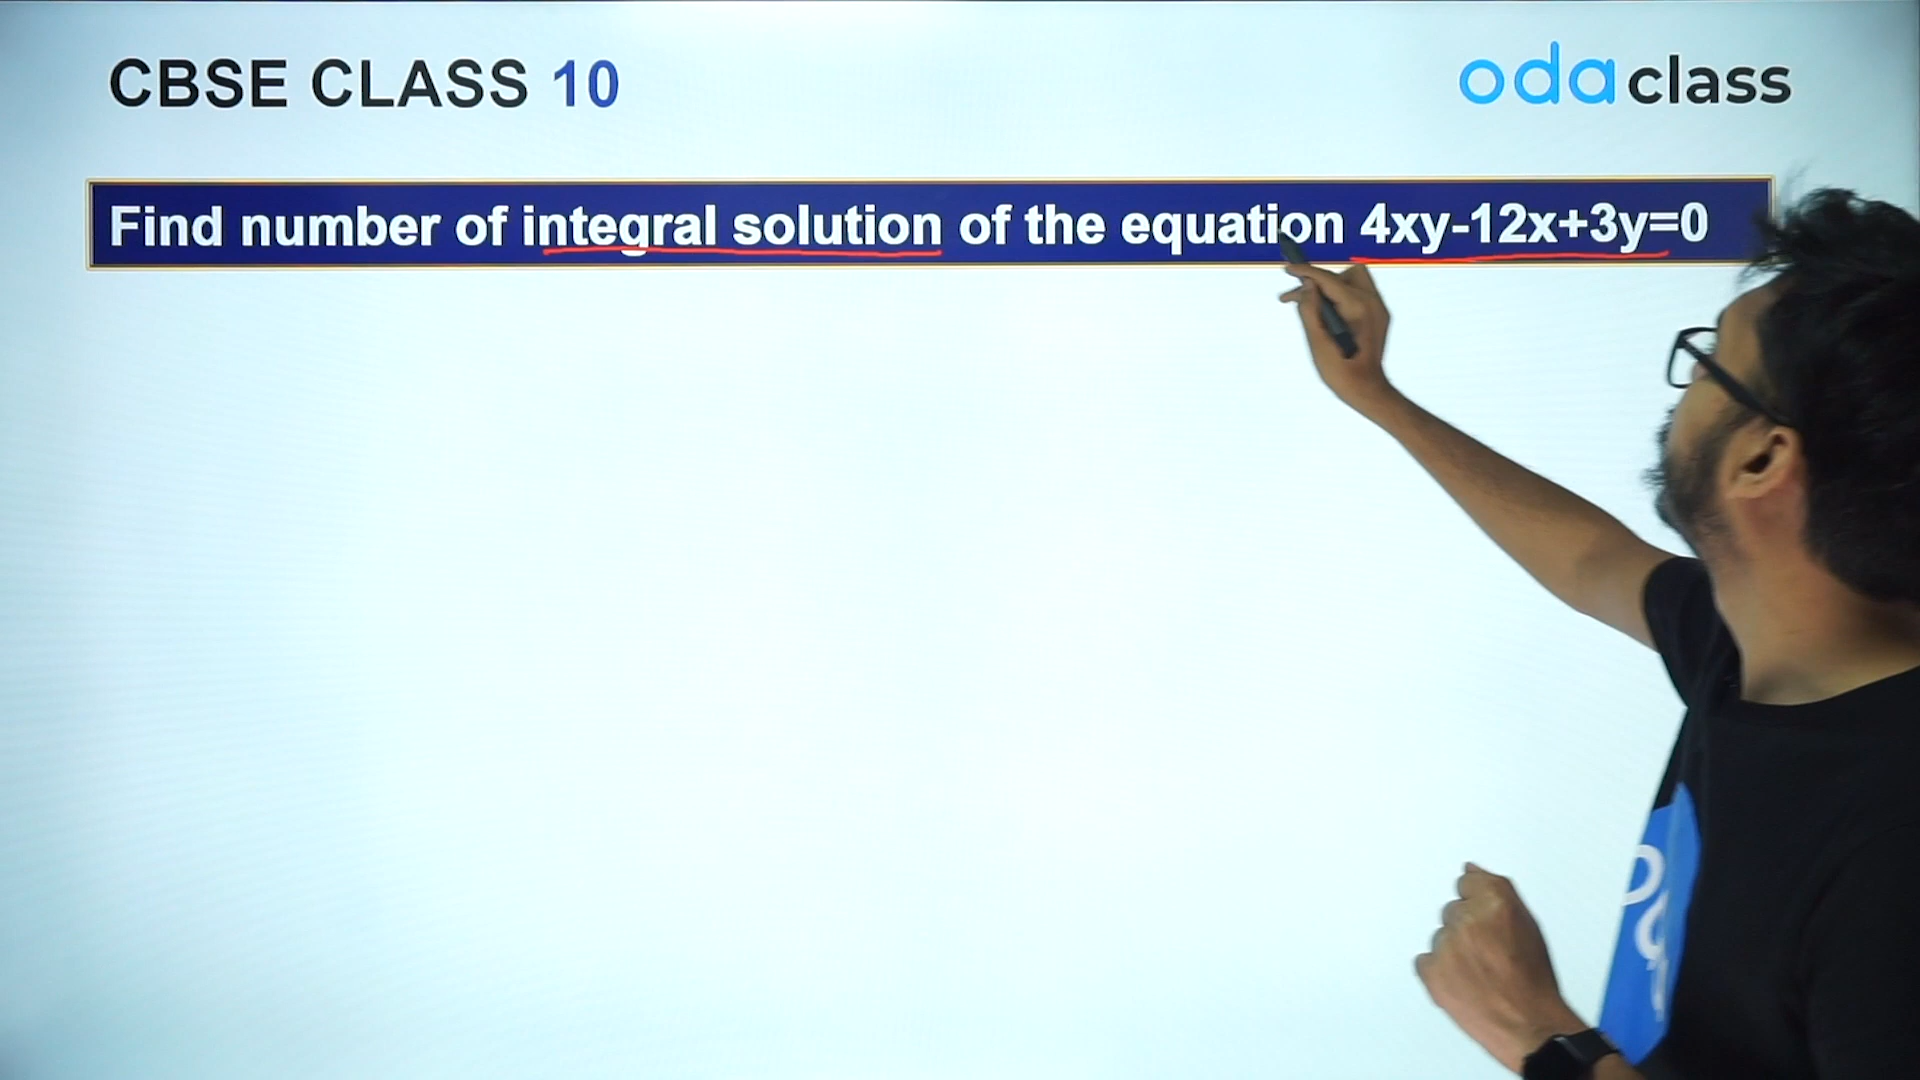 CBSE CLASS 10
odaclass
Find number of integral solution of the equation 4xy-12x+3y=0